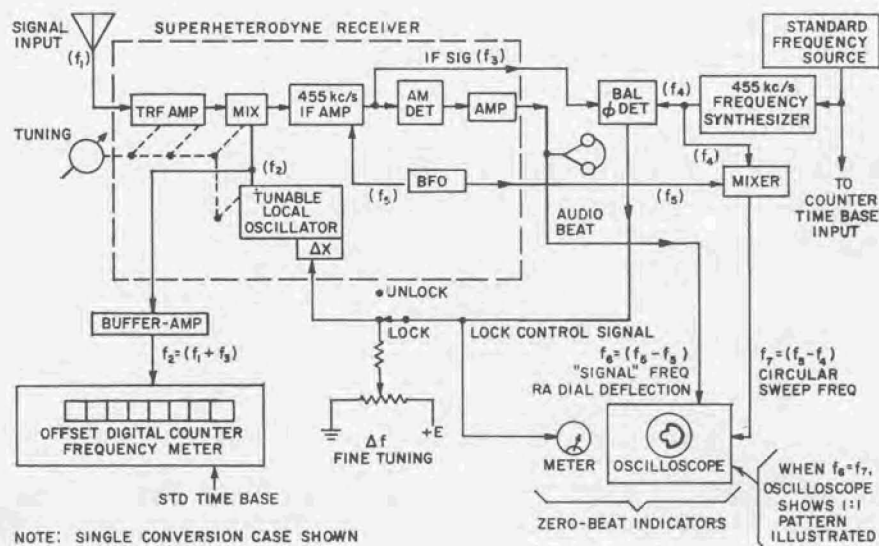 SIGNAL
INPUT
(f1)
SUPERHETERODYNE RECEIVER
STANDARD
FREQUENCY
SOURCE
IF SIG (f3)
TRF AMP
MIX
455 kc/s
IF AMP
AM
DET
AMP
BAL
ϕ DET
(f4)
455 kc/s
FREQUENCY
SYNTHESIZER
TUNING
(f2)
(f5)
BFO
(f4)
(f5)
MIXER
TO
COUNTER
TIME BASE
INPUT
TUNABLE
LOCAL
OSCILLATOR
ΔX
AUDIO
BEAT
UNLOCK
LOCK
LOCK CONTROL SIGNAL
BUFFER-AMP
f2=(f1+f3)
f6=(f5-f3)
"SIGNAL" FREQ
RA DIAL DEFLECTION
f7=(f5-f4)
CIRCULAR
SWEEP FREQ
OFFSET DIGITAL COUNTER
FREQUENCY METER
+E
Δf
FINE TUNING
METER
OSCILLOSCOPE
STD TIME BASE
ZERO-BEAT INDICATORS
WHEN f6=f7,
OSCILLOSCOPE
SHOWS 1:1
PATTERN
ILLUSTRATED
NOTE: SINGLE CONVERSION CASE SHOWN